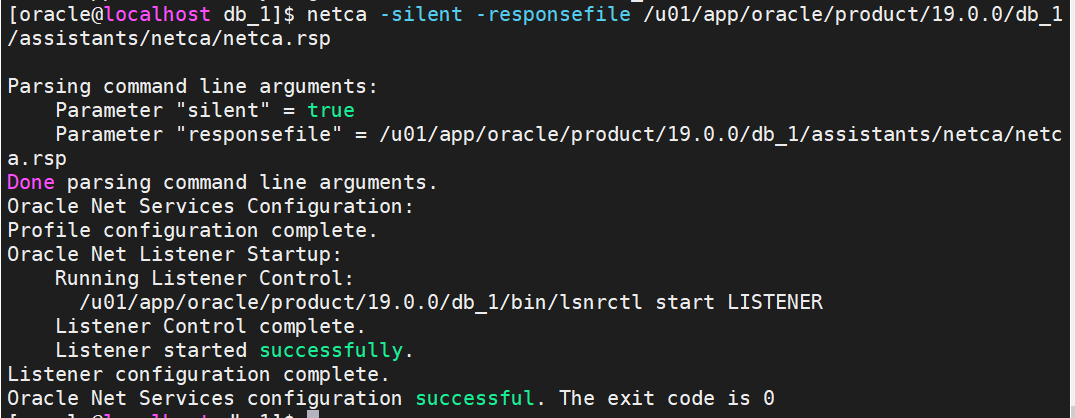 [oracle@localhost db_1]$ netca -silent -responsefile /u01/app/oracle/product/19.0.0/db_1
/assistants/netca/netca.rsp
Parsing command line arguments:
Parameter "silent" = true
Parameter "responsefile" = /u01/app/oracle/product/19.0.0/db_1/assistants/netca/netc
a.rsp
Done parsing command line arguments.
Oracle Net Services Configuration:
Profile configuration complete.
Oracle Net Listener Startup:
Running Listener Control:
/u01/app/oracle/product/19.0.0/db_1/bin/lsnrctl start LISTENER
Listener Control complete.
Listener started successfully.
Listener configuration complete.
Oracle Net Services configuration successful. The exit code is 0